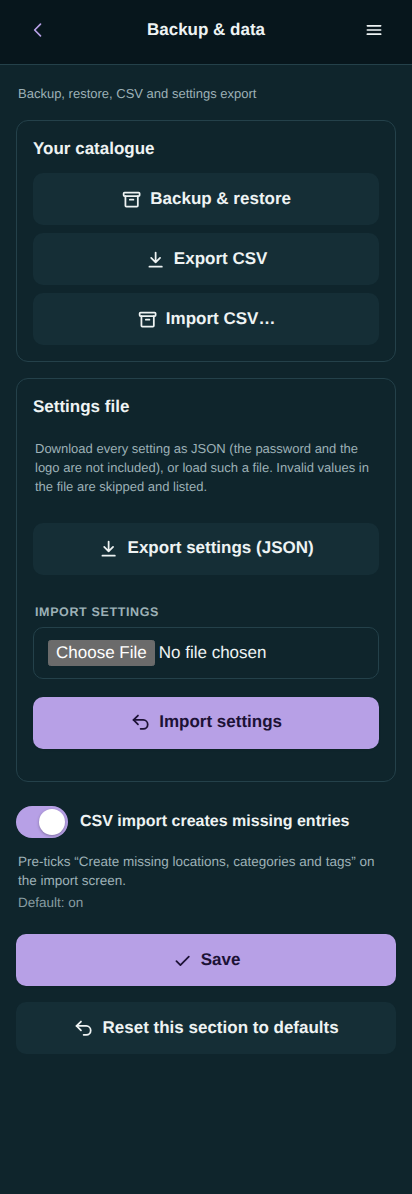 Backup & data
Backup, restore, CSV and settings export
Your catalogue
Backup & restore
Export CSV
Import CSV…
Settings file
Download every setting as JSON (the password and the
logo are not included), or load such a file. Invalid values in
the file are skipped and listed.
Export settings (JSON)
IMPORT SETTINGS
Choose File No file chosen
Import settings
CSV import creates missing entries
Pre-ticks “Create missing locations, categories and tags” on
the import screen.
Default: on
Save
Reset this section to defaults